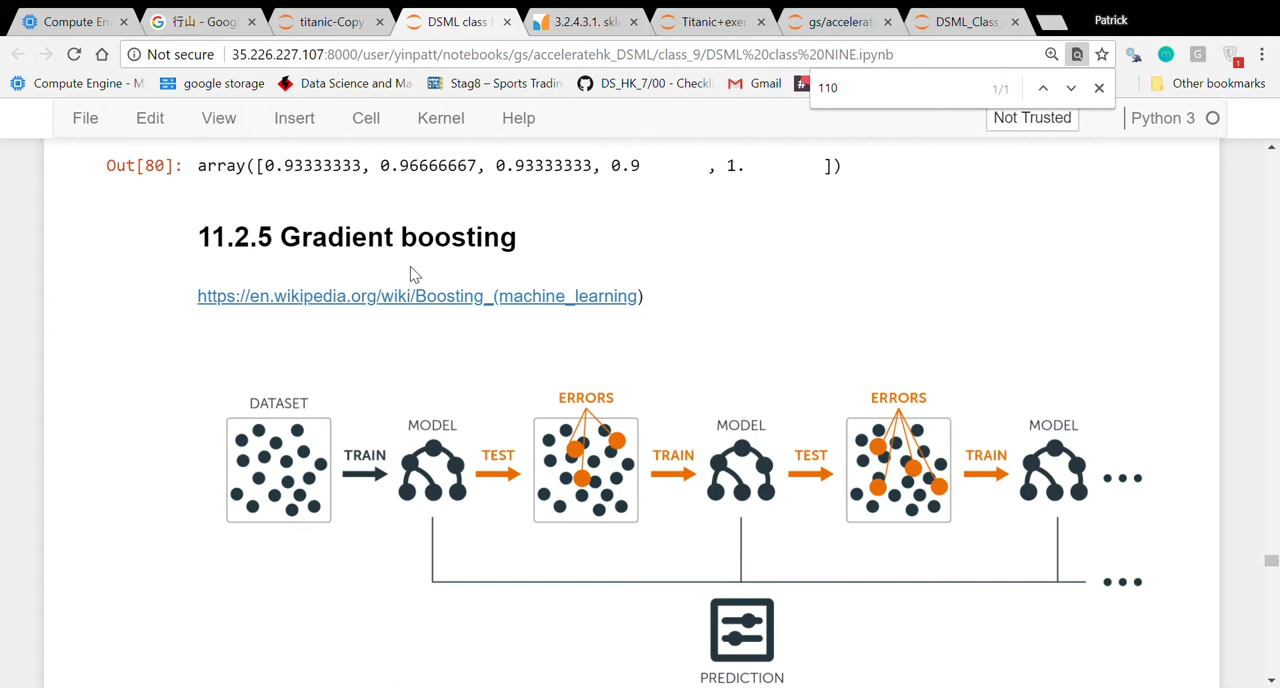 Compute En
行山 - Goog
titanic-Copy
DSML class
3.2.4.3.1. skl
Titanic+exer
gs/accelerat
DSML_Class_
Patrick
Not secure
35.226.227.107:8000/user/yinpatt/notebooks/gs/acceleratehk_DSML/class_9/DSML%20class%20NINE.ipynb
Compute Engine - My
google storage
Data Science and Ma
Stag8 – Sports Tradin
DS_HK_7/00 - Checkl
Gmail
Other bookmarks
110
1/1
File
Edit
View
Insert
Cell
Kernel
Help
Not Trusted
Python 3
Out[80]: array([0.93333333, 0.96666667, 0.93333333, 0.9 , 1. ])
11.2.5 Gradient boosting
https://en.wikipedia.org/wiki/Boosting_(machine_learning)
DATASET
TRAIN
MODEL
TEST
ERRORS
TRAIN
MODEL
TEST
ERRORS
TRAIN
MODEL
PREDICTION